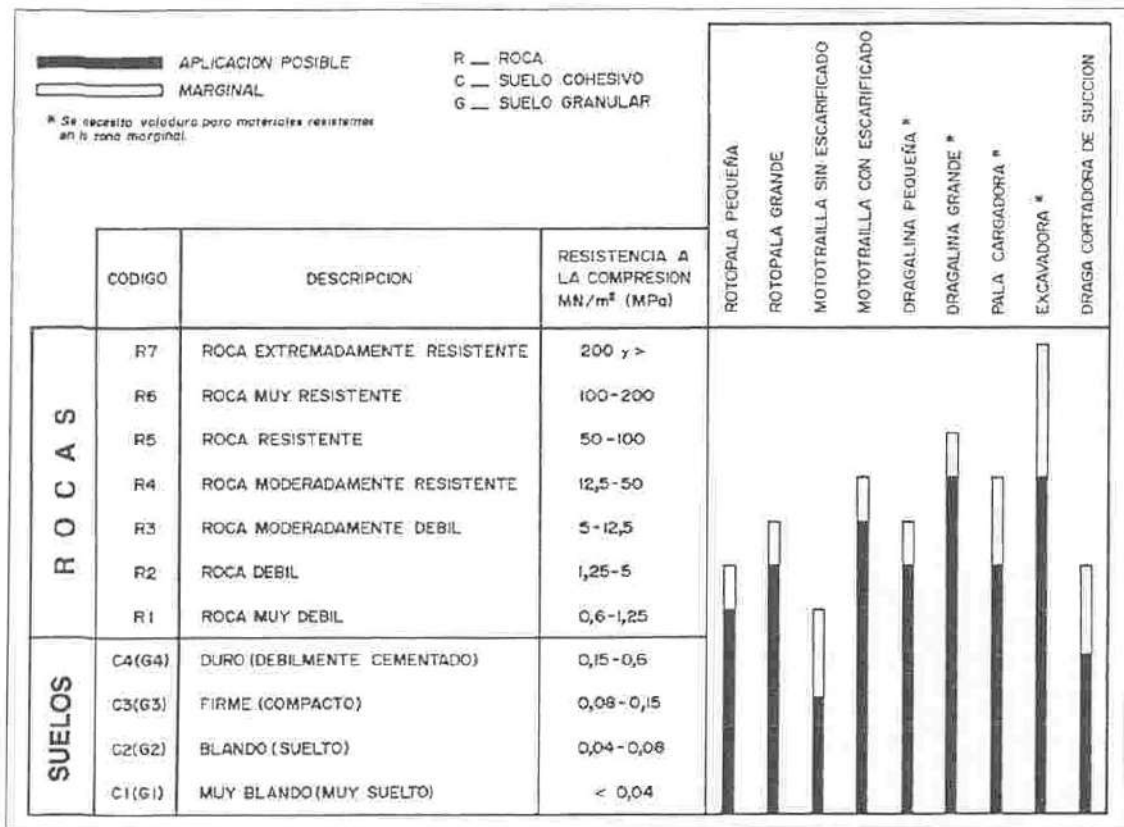 APLICACION POSIBLE
MARGINAL
* Se necesita voladura para materiales resistentes
en la zona marginal.
R __ ROCA
C __ SUELO COHESIVO
G __ SUELO GRANULAR
ROTOPALA PEQUEÑA
ROTOPALA GRANDE
MOTOTRAILLA SIN ESCARIFICADO
MOTOTRAILLA CON ESCARIFICADO
DRAGALINA PEQUEÑA *
DRAGALINA GRANDE *
PALA CARGADORA *
EXCAVADORA *
DRAGA CORTADORA DE SUCCION
CODIGO DESCRIPCION RESISTENCIA A
LA COMPRESION
MN/m² (MPa)
ROCAS
R7 ROCA EXTREMADAMENTE RESISTENTE 200 y >
R6 ROCA MUY RESISTENTE 100-200
R5 ROCA RESISTENTE 50-100
R4 ROCA MODERADAMENTE RESISTENTE 12,5-50
R3 ROCA MODERADAMENTE DEBIL 5-12,5
R2 ROCA DEBIL 1,25-5
R1 ROCA MUY DEBIL 0,6-1,25
SUELOS
C4(G4) DURO (DEBILMENTE CEMENTADO) 0,15-0,6
C3(G3) FIRME (COMPACTO) 0,08-0,15
C2(G2) BLANDO (SUELTO) 0,04-0,08
C1(G1) MUY BLANDO (MUY SUELTO) < 0,04